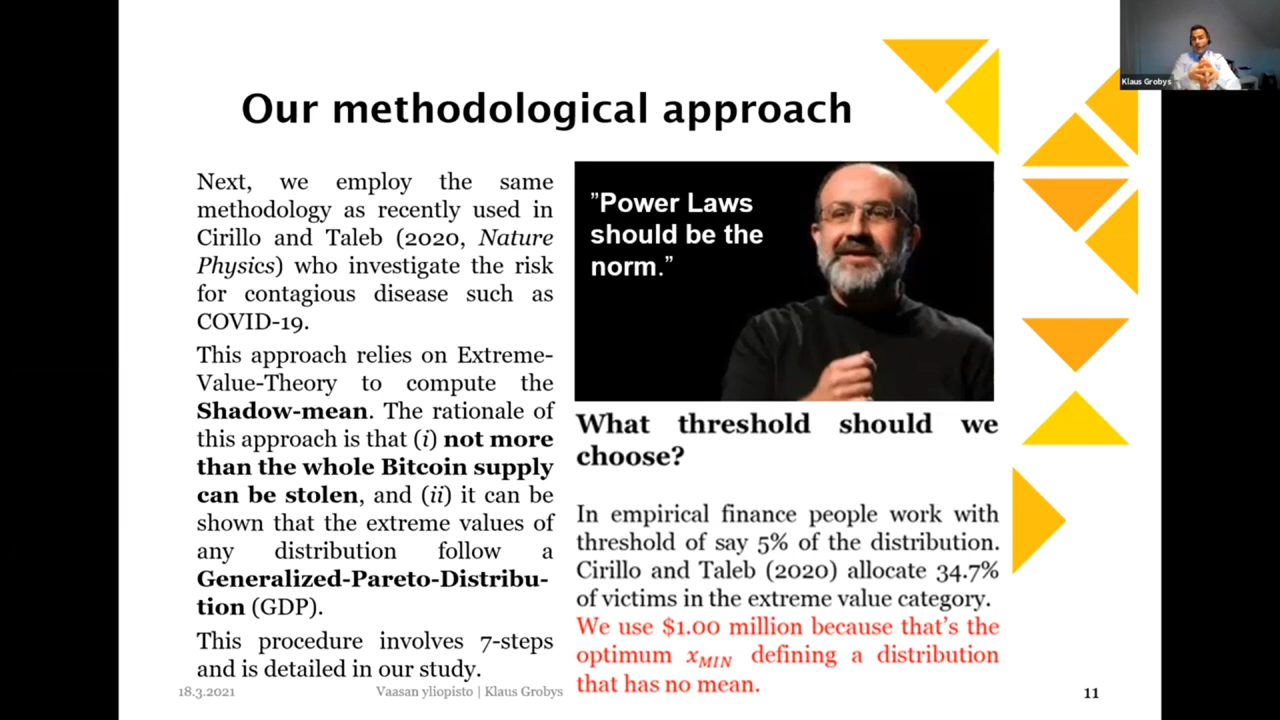 Klaus Grobys
Our methodological approach
Next, we employ the same
methodology as recently used in
Cirillo and Taleb (2020, Nature
Physics) who investigate the risk
for contagious disease such as
COVID-19.
This approach relies on Extreme-
Value-Theory to compute the
Shadow-mean. The rationale of
this approach is that (i) not more
than the whole Bitcoin supply
can be stolen, and (ii) it can be
shown that the extreme values of
any distribution follow a
Generalized-Pareto-Distribu-
tion (GDP).
This procedure involves 7-steps
and is detailed in our study.
”Power Laws
should be the
norm.”
What threshold should we
choose?
In empirical finance people work with
threshold of say 5% of the distribution.
Cirillo and Taleb (2020) allocate 34.7%
of victims in the extreme value category.
We use $1.00 million because that’s the
optimum xMIN defining a distribution
that has no mean.
18.3.2021
Vaasan yliopisto | Klaus Grobys
11